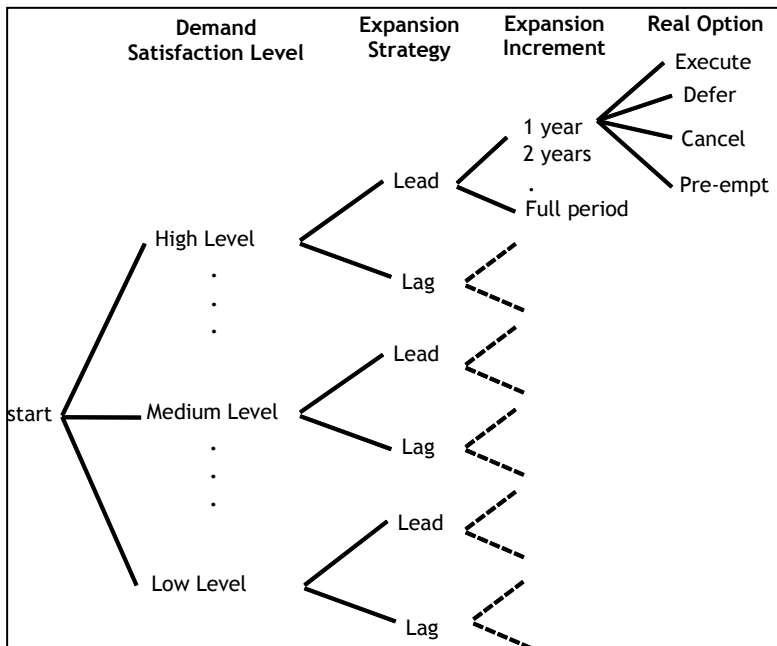 Demand
Satisfaction Level
Expansion
Strategy
Expansion
Increment
Real Option
Execute
Defer
Cancel
Pre-empt
1 year
2 years
.
Full period
Lead
High Level
.
.
.
Lag
Lead
start
Medium Level
.
.
.
Lag
Lead
Low Level
Lag